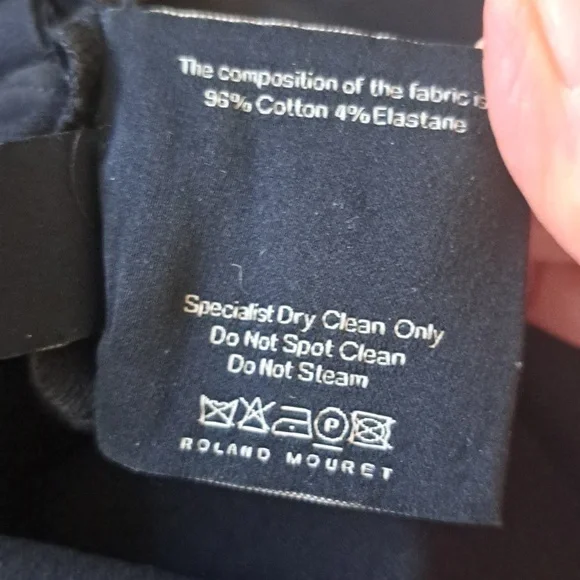 The composition of the fabric is
96% Cotton 4% Elastane
Specialist Dry Clean Only
Do Not Spot Clean
Do Not Steam
P
ROLAND MOURET